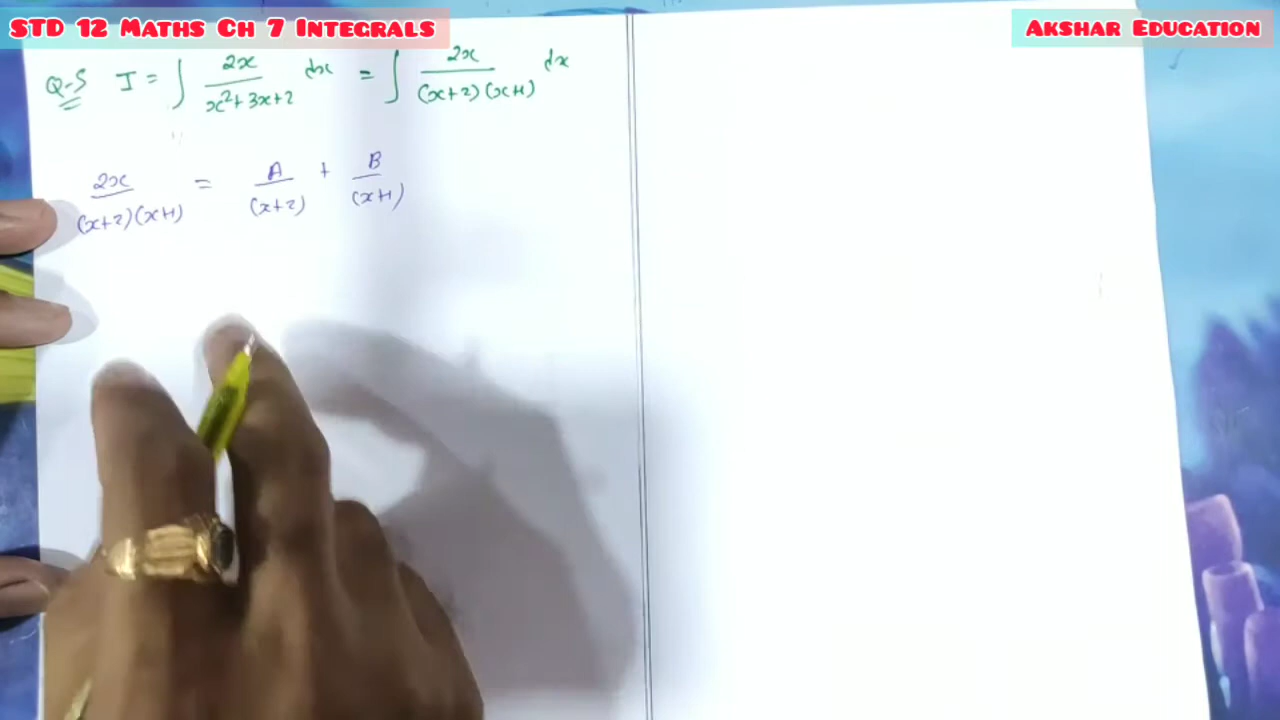 STD 12 Maths Ch 7 Integrals
Akshar Education
Q-5 I = ∫ 2x / (x²+3x+2) dx = ∫ 2x / (x+2)(x+1) dx
2x / (x+2)(x+1) = A / (x+2) + B / (x+1)